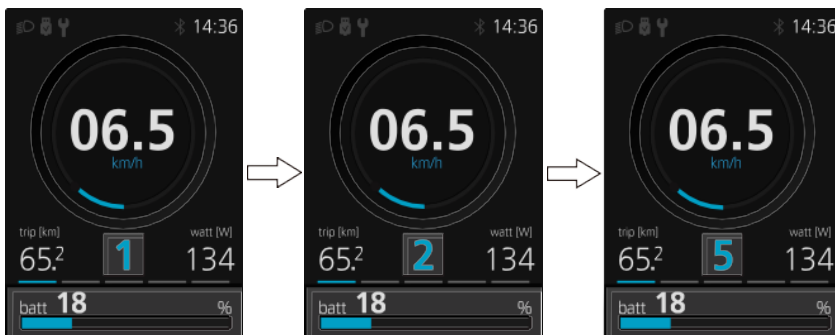 14:36
06.5
km/h
trip [km]
watt [W]
65.2
1
134
batt 18 %
14:36
06.5
km/h
trip [km]
watt [W]
65.2
2
134
batt 18 %
14:36
06.5
km/h
trip [km]
watt [W]
65.2
5
134
batt 18 %